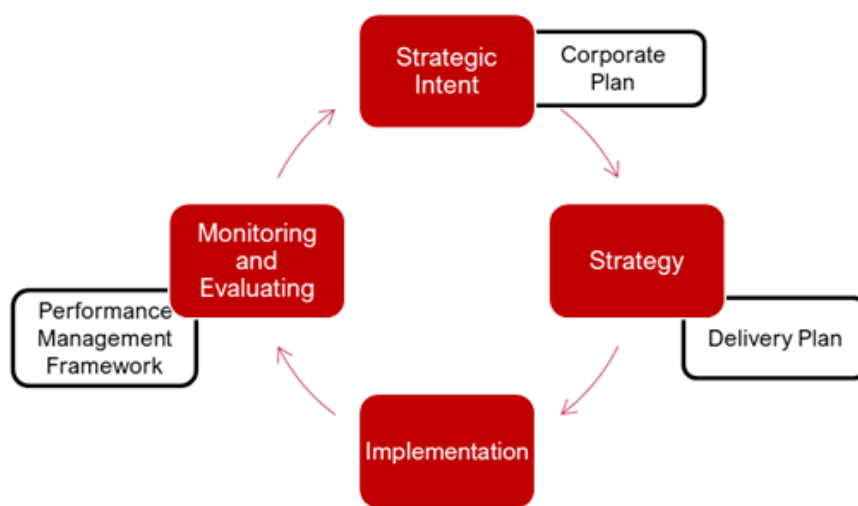 Strategic
Intent
Corporate
Plan
Strategy
Delivery Plan
Implementation
Monitoring
and
Evaluating
Performance
Management
Framework